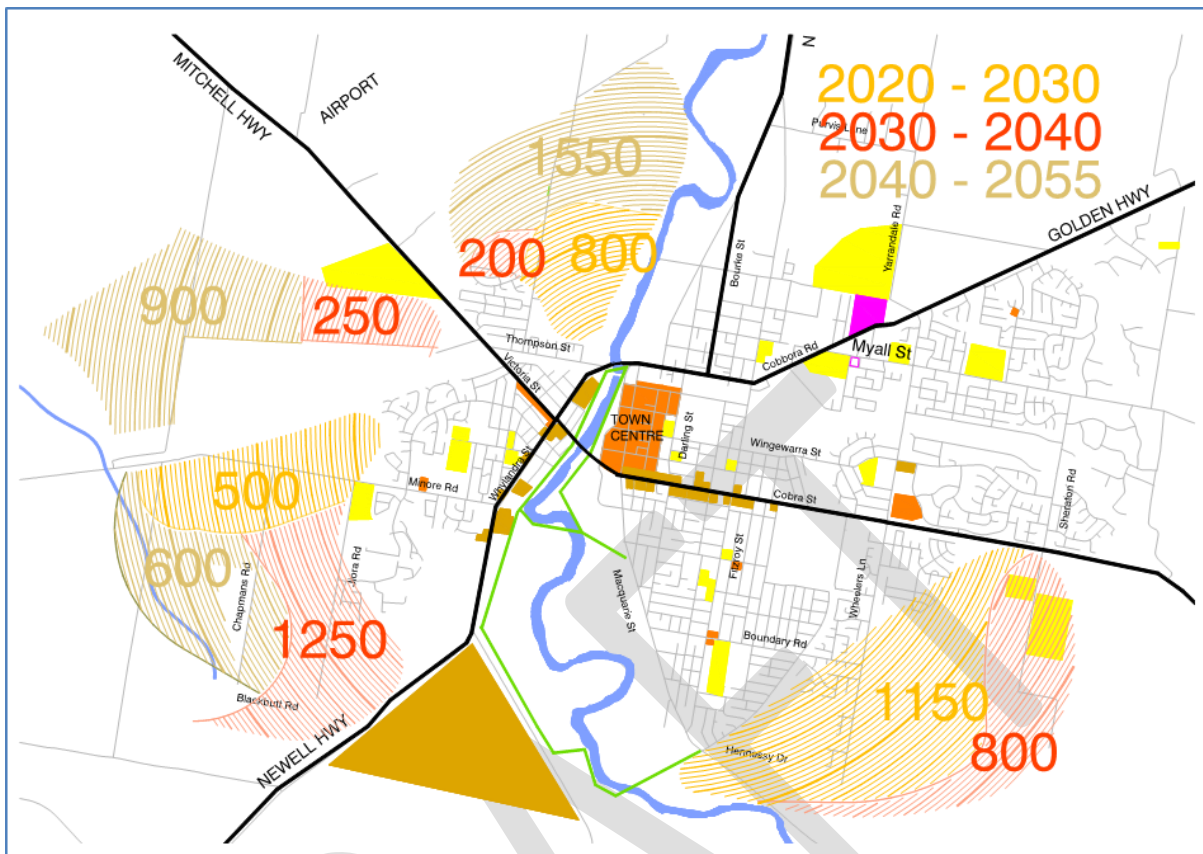 MITCHELL HWY
AIRPORT
N
2020 - 2030
Purvis Lane
2030 - 2040
2040 - 2055
Yarrandale Rd
GOLDEN HWY
1550
200
800
Bourke St
900
250
Thompson St
Victoria St
Cobbora Rd
Myall St
TOWN
CENTRE
Darling St
Wingewarra St
Whylandra St
Minore Rd
Cobra St
Sheraton Rd
500
600
Chapmans Rd
ora Rd
1250
Macquarie St
Fitzroy St
Wheelers Ln
Boundary Rd
Blackbutt Rd
NEWELL HWY
1150
800
Hennessy Dr